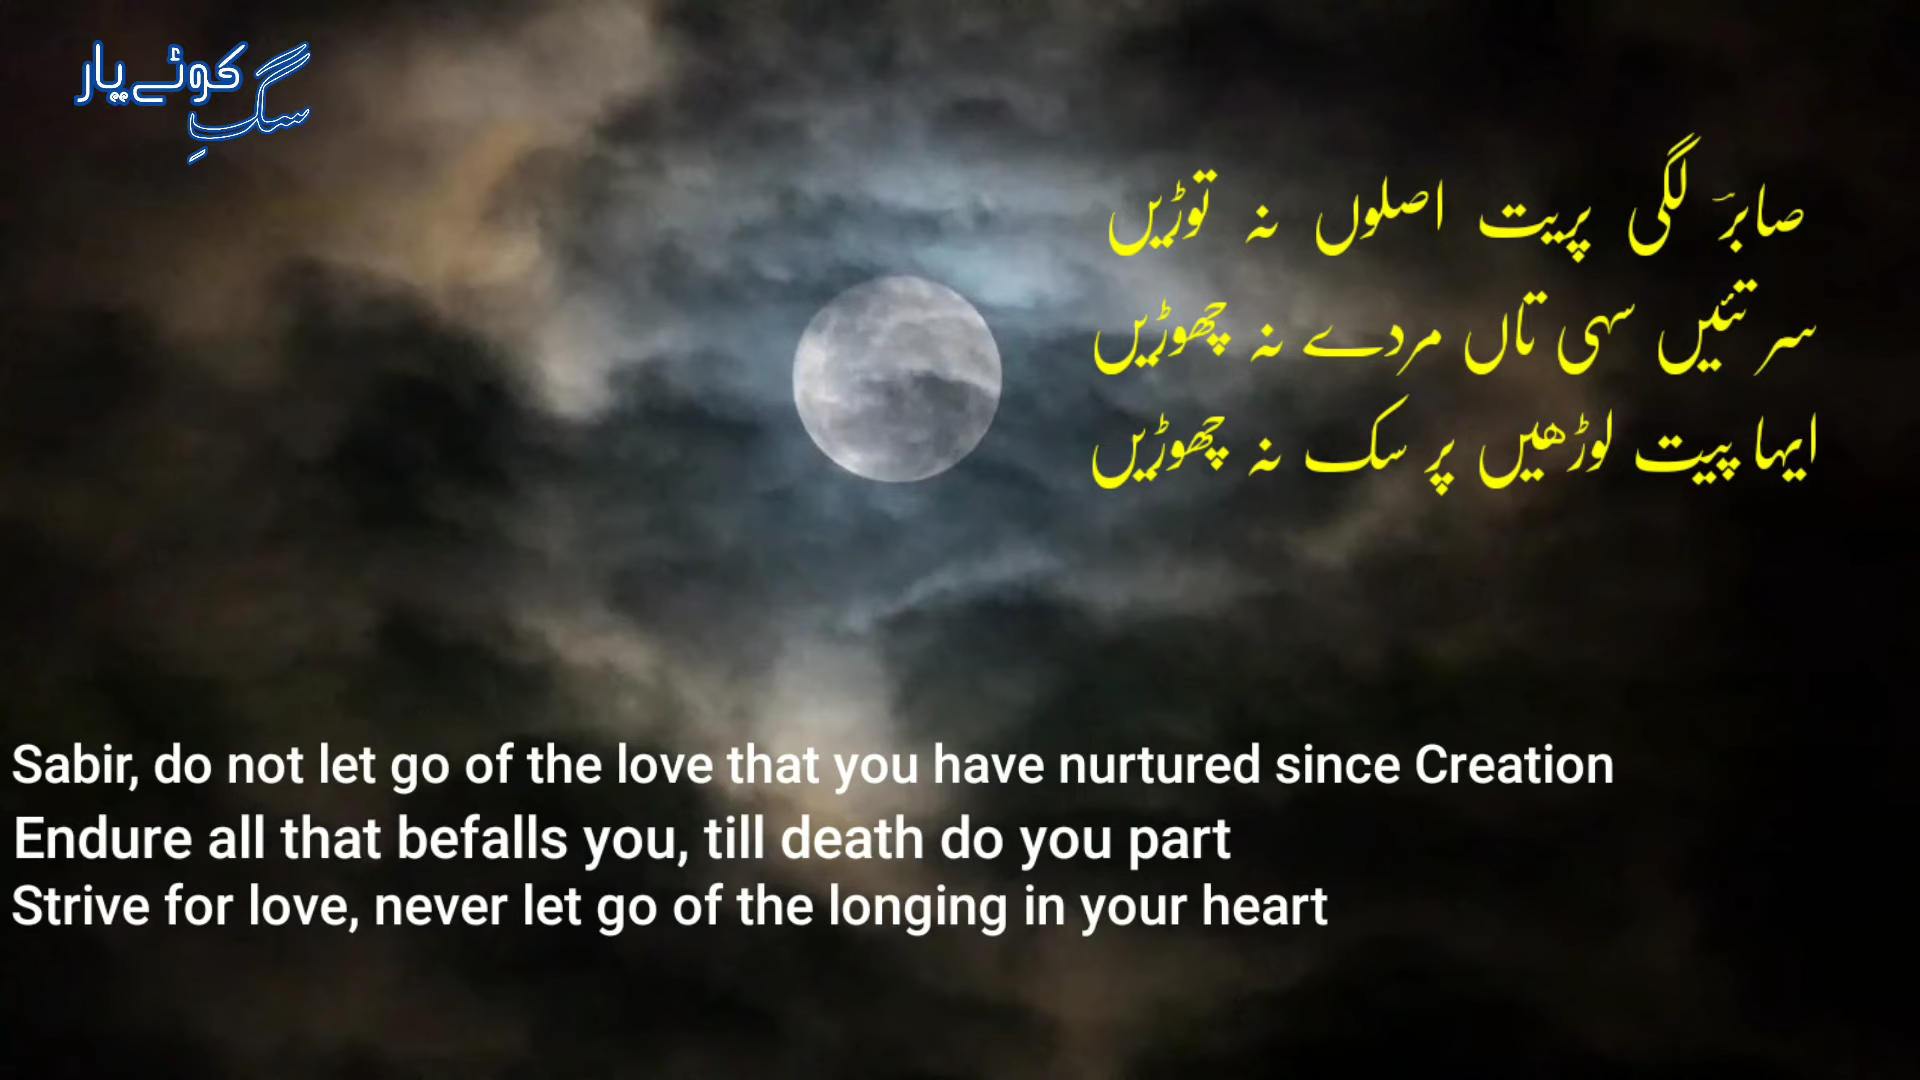 سگِ کوئے یار
صابرؔ لگی پریت اصلوں نہ توڑیں
سر تئیں سہی تاں مردے نہ چھوڑیں
ایہا پیت لوڑھیں پر سک نہ چھوڑیں
Sabir, do not let go of the love that you have nurtured since Creation
Endure all that befalls you, till death do you part
Strive for love, never let go of the longing in your heart